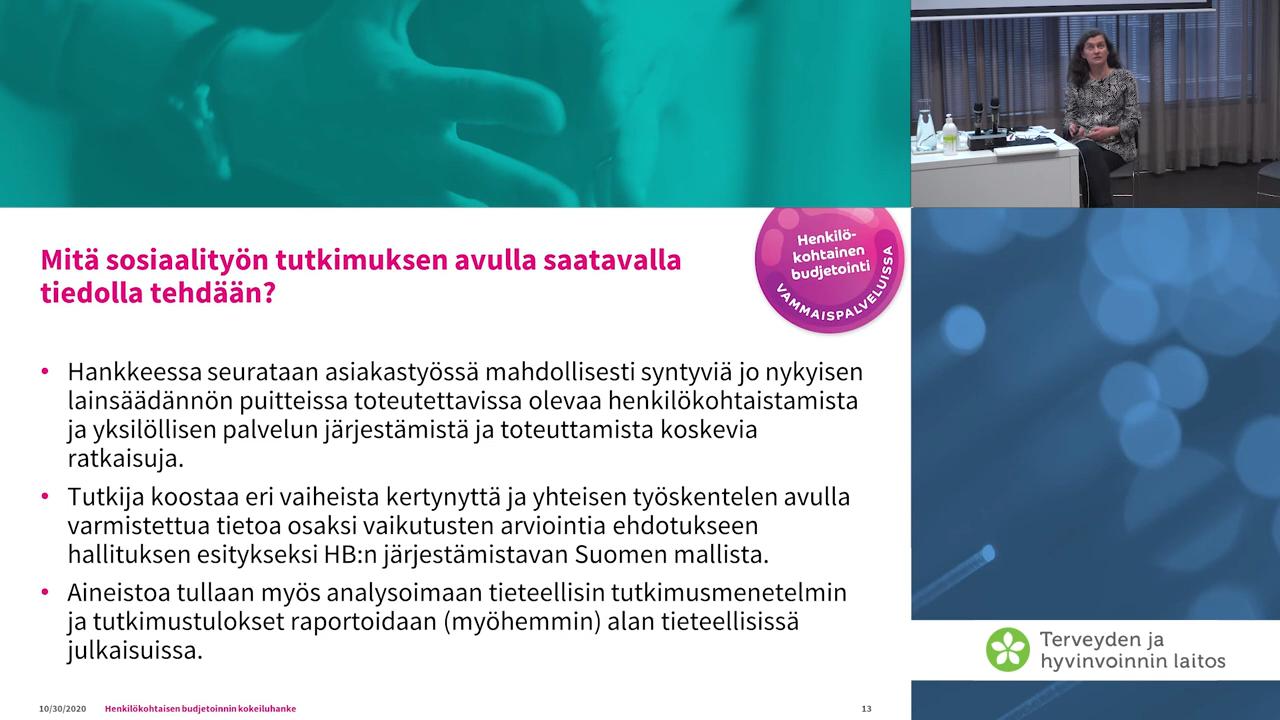 Henkilö-
kohtainen
budjetointi
VAMMAISPALVELUISSA
Mitä sosiaalityön tutkimuksen avulla saatavalla
tiedolla tehdään?
• Hankkeessa seurataan asiakastyössä mahdollisesti syntyviä jo nykyisen
lainsäädännön puitteissa toteutettavissa olevaa henkilökohtaistamista
ja yksilöllisen palvelun järjestämistä ja toteuttamista koskevia
ratkaisuja.
• Tutkija koostaa eri vaiheista kertynyttä ja yhteisen työskentelen avulla
varmistettua tietoa osaksi vaikutusten arviointia ehdotukseen
hallituksen esitykseksi HB:n järjestämistavan Suomen mallista.
• Aineistoa tullaan myös analysoimaan tieteellisin tutkimusmenetelmin
ja tutkimustulokset raportoidaan (myöhemmin) alan tieteellisissä
julkaisuissa.
10/30/2020 Henkilökohtaisen budjetoinnin kokeiluhanke 13
Terveyden ja
hyvinvoinnin laitos